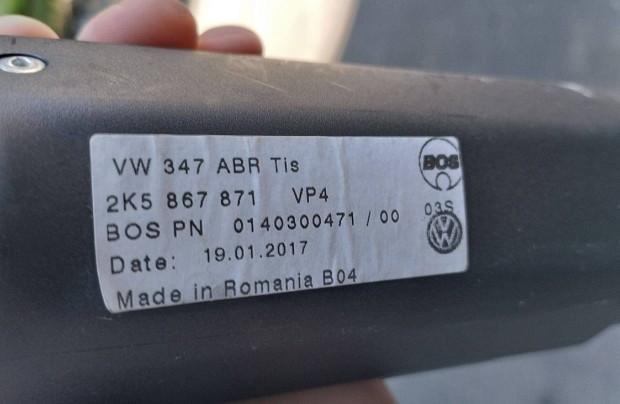 VW 347 ABR Tis
BOS
2K5 867 871 VP4
03S
BOS PN 0140300471 / 00
VW
Date: 19.01.2017
Made in Romania B04